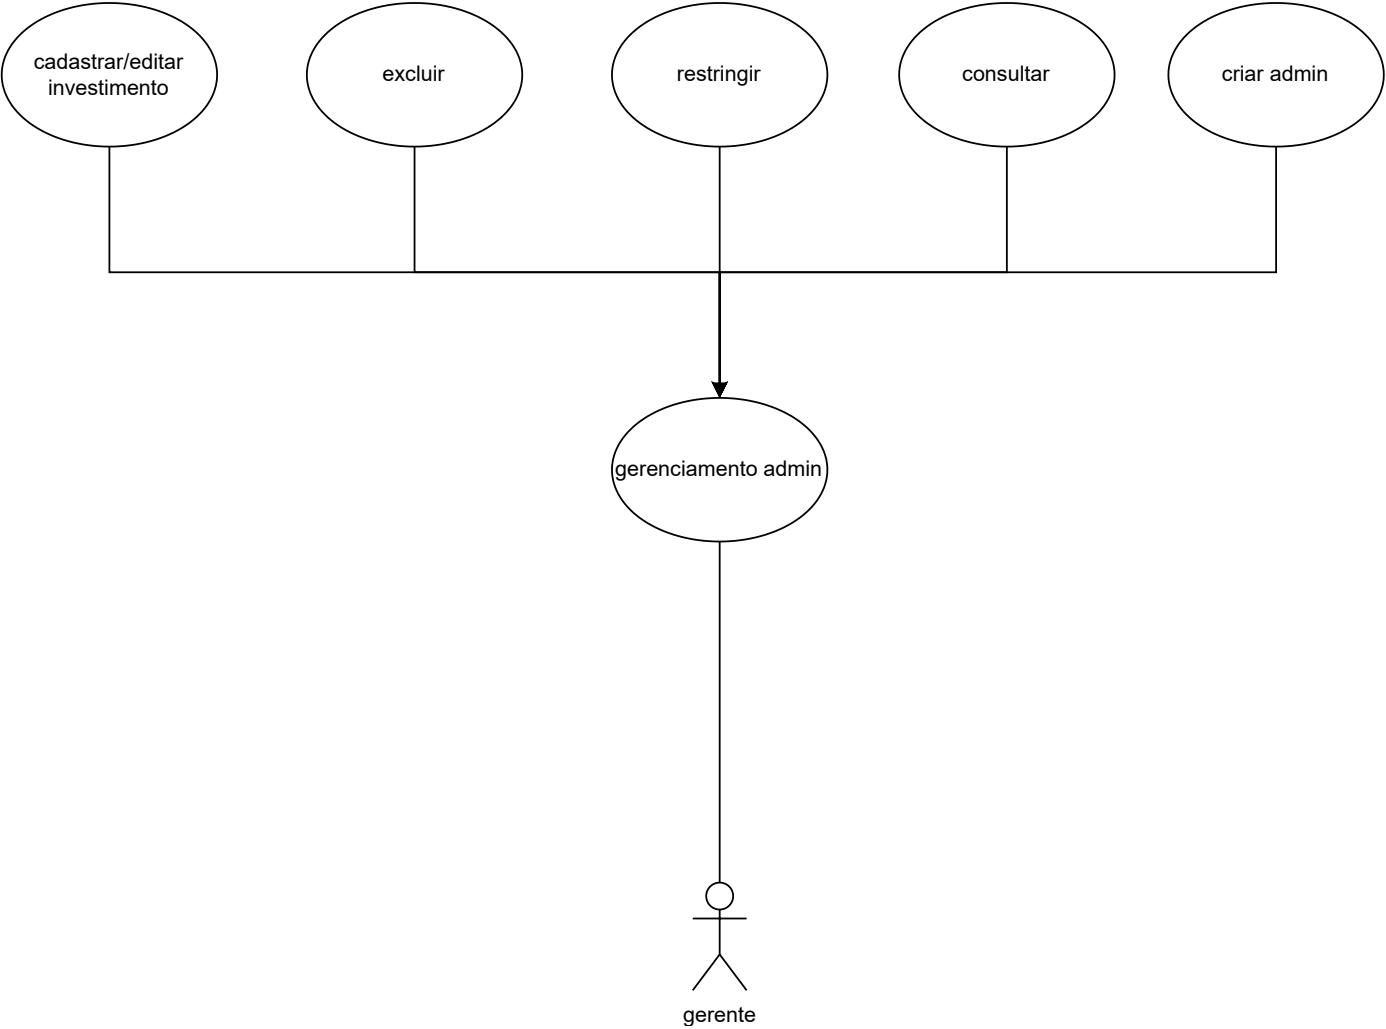 cadastrar/editar
investimento
excluir
restringir
consultar
criar admin
gerenciamento admin
gerente